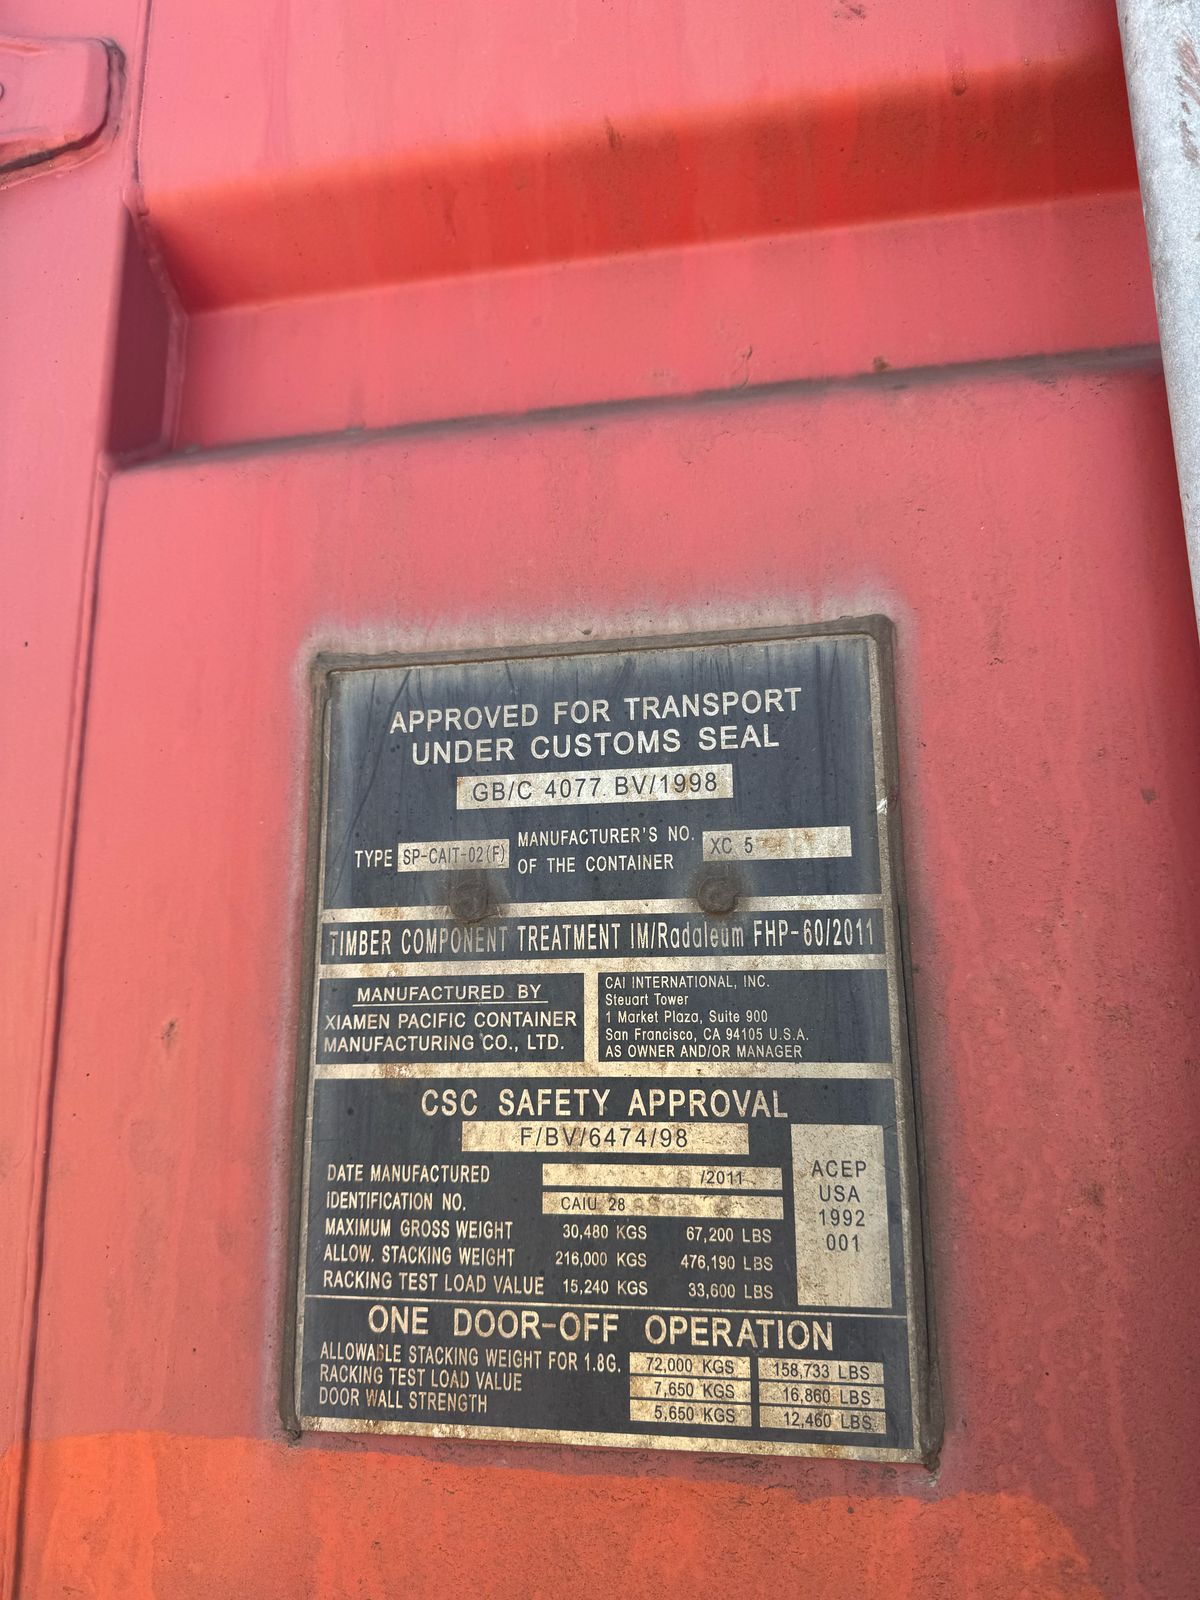 APPROVED FOR TRANSPORT
UNDER CUSTOMS SEAL
GB/C 4077 BV/1998
TYPE SP-CAIT-02(F) MANUFACTURER'S NO. OF THE CONTAINER XC 5
TIMBER COMPONENT TREATMENT IM/Radaleum FHP-60/2011
MANUFACTURED BY
XIAMEN PACIFIC CONTAINER
MANUFACTURING CO., LTD.
CAI INTERNATIONAL, INC.
Steuart Tower
1 Market Plaza, Suite 900
San Francisco, CA 94105 U.S.A.
AS OWNER AND/OR MANAGER
CSC SAFETY APPROVAL
F/BV/6474/98
DATE MANUFACTURED /2011
IDENTIFICATION NO. CAIU 28
MAXIMUM GROSS WEIGHT 30,480 KGS 67,200 LBS
ALLOW. STACKING WEIGHT 216,000 KGS 476,190 LBS
RACKING TEST LOAD VALUE 15,240 KGS 33,600 LBS
ACEP
USA
1992
001
ONE DOOR-OFF OPERATION
ALLOWABLE STACKING WEIGHT FOR 1.8G. 72,000 KGS 158,733 LBS
RACKING TEST LOAD VALUE 7,650 KGS 16,860 LBS
DOOR WALL STRENGTH 5,650 KGS 12,460 LBS